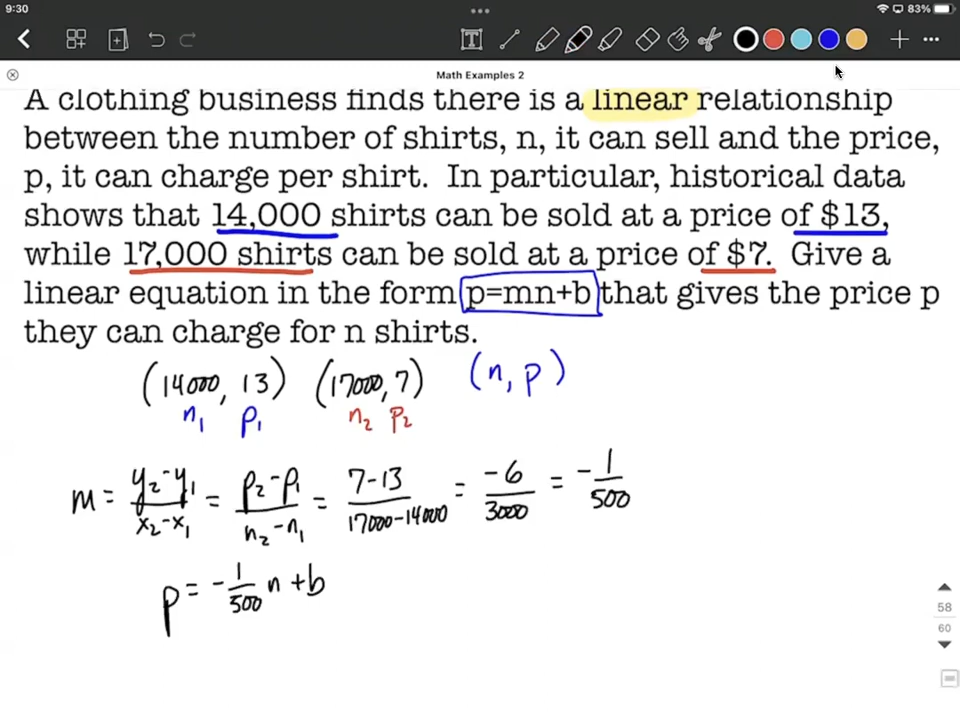 9:30
83%
Math Examples 2
A clothing business finds there is a linear relationship
between the number of shirts, n, it can sell and the price,
p, it can charge per shirt. In particular, historical data
shows that 14,000 shirts can be sold at a price of $13,
while 17,000 shirts can be sold at a price of $7. Give a
linear equation in the form p=mn+b that gives the price p
they can charge for n shirts.
(14000, 13) (17000, 7) (n, p)
n₁ p₁ n₂ p₂
m = (y₂-y₁)/(x₂-x₁) = (p₂-p₁)/(n₂-n₁) = (7-13)/(17000-14000) = -6/3000 = -1/500
p = -1/500 n + b
58
60